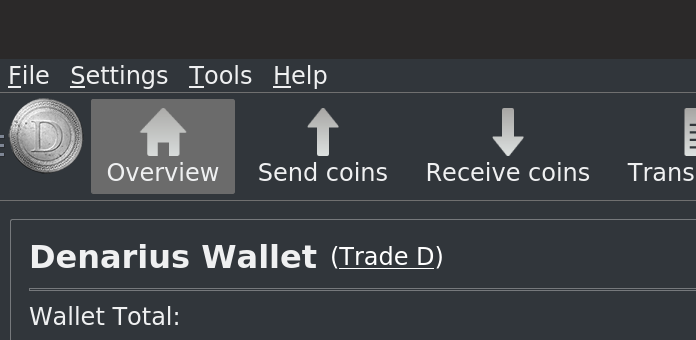 File Settings Tools Help
D
Overview Send coins Receive coins Trans
Denarius Wallet (Trade D)
Wallet Total: